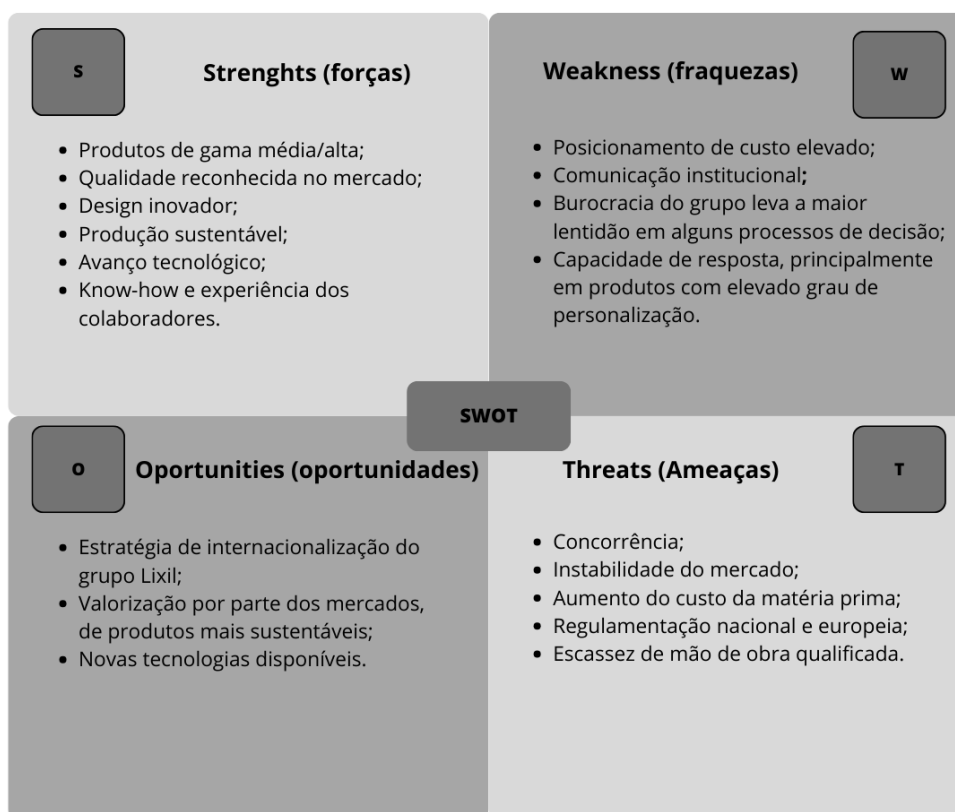 S
Strenghts (forças)
• Produtos de gama média/alta;
• Qualidade reconhecida no mercado;
• Design inovador;
• Produção sustentável;
• Avanço tecnológico;
• Know-how e experiência dos
colaboradores.
Weakness (fraquezas)
W
• Posicionamento de custo elevado;
• Comunicação institucional;
• Burocracia do grupo leva a maior
lentidão em alguns processos de decisão;
• Capacidade de resposta, principalmente
em produtos com elevado grau de
personalização.
SWOT
O
Oportunities (oportunidades)
• Estratégia de internacionalização do
grupo Lixil;
• Valorização por parte dos mercados,
de produtos mais sustentáveis;
• Novas tecnologias disponíveis.
Threats (Ameaças)
T
• Concorrência;
• Instabilidade do mercado;
• Aumento do custo da matéria prima;
• Regulamentação nacional e europeia;
• Escassez de mão de obra qualificada.